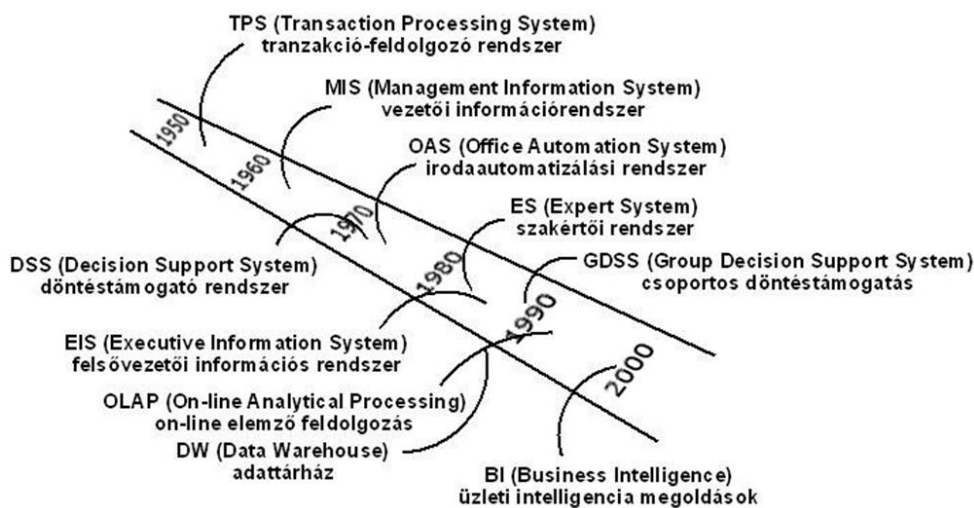 TPS (Transaction Processing System)
tranzakció-feldolgozó rendszer
MIS (Management Information System)
vezetői információrendszer
1950
OAS (Office Automation System)
irodaautomatizálási rendszer
1960
ES (Expert System)
szakértői rendszer
1970
DSS (Decision Support System)
döntéstámogató rendszer
GDSS (Group Decision Support System)
csoportos döntéstámogatás
1980
EIS (Executive Information System)
felsővezetői információs rendszer
1990
OLAP (On-line Analytical Processing)
on-line elemző feldolgozás
2000
DW (Data Warehouse)
adattárház
BI (Business Intelligence)
üzleti intelligencia megoldások